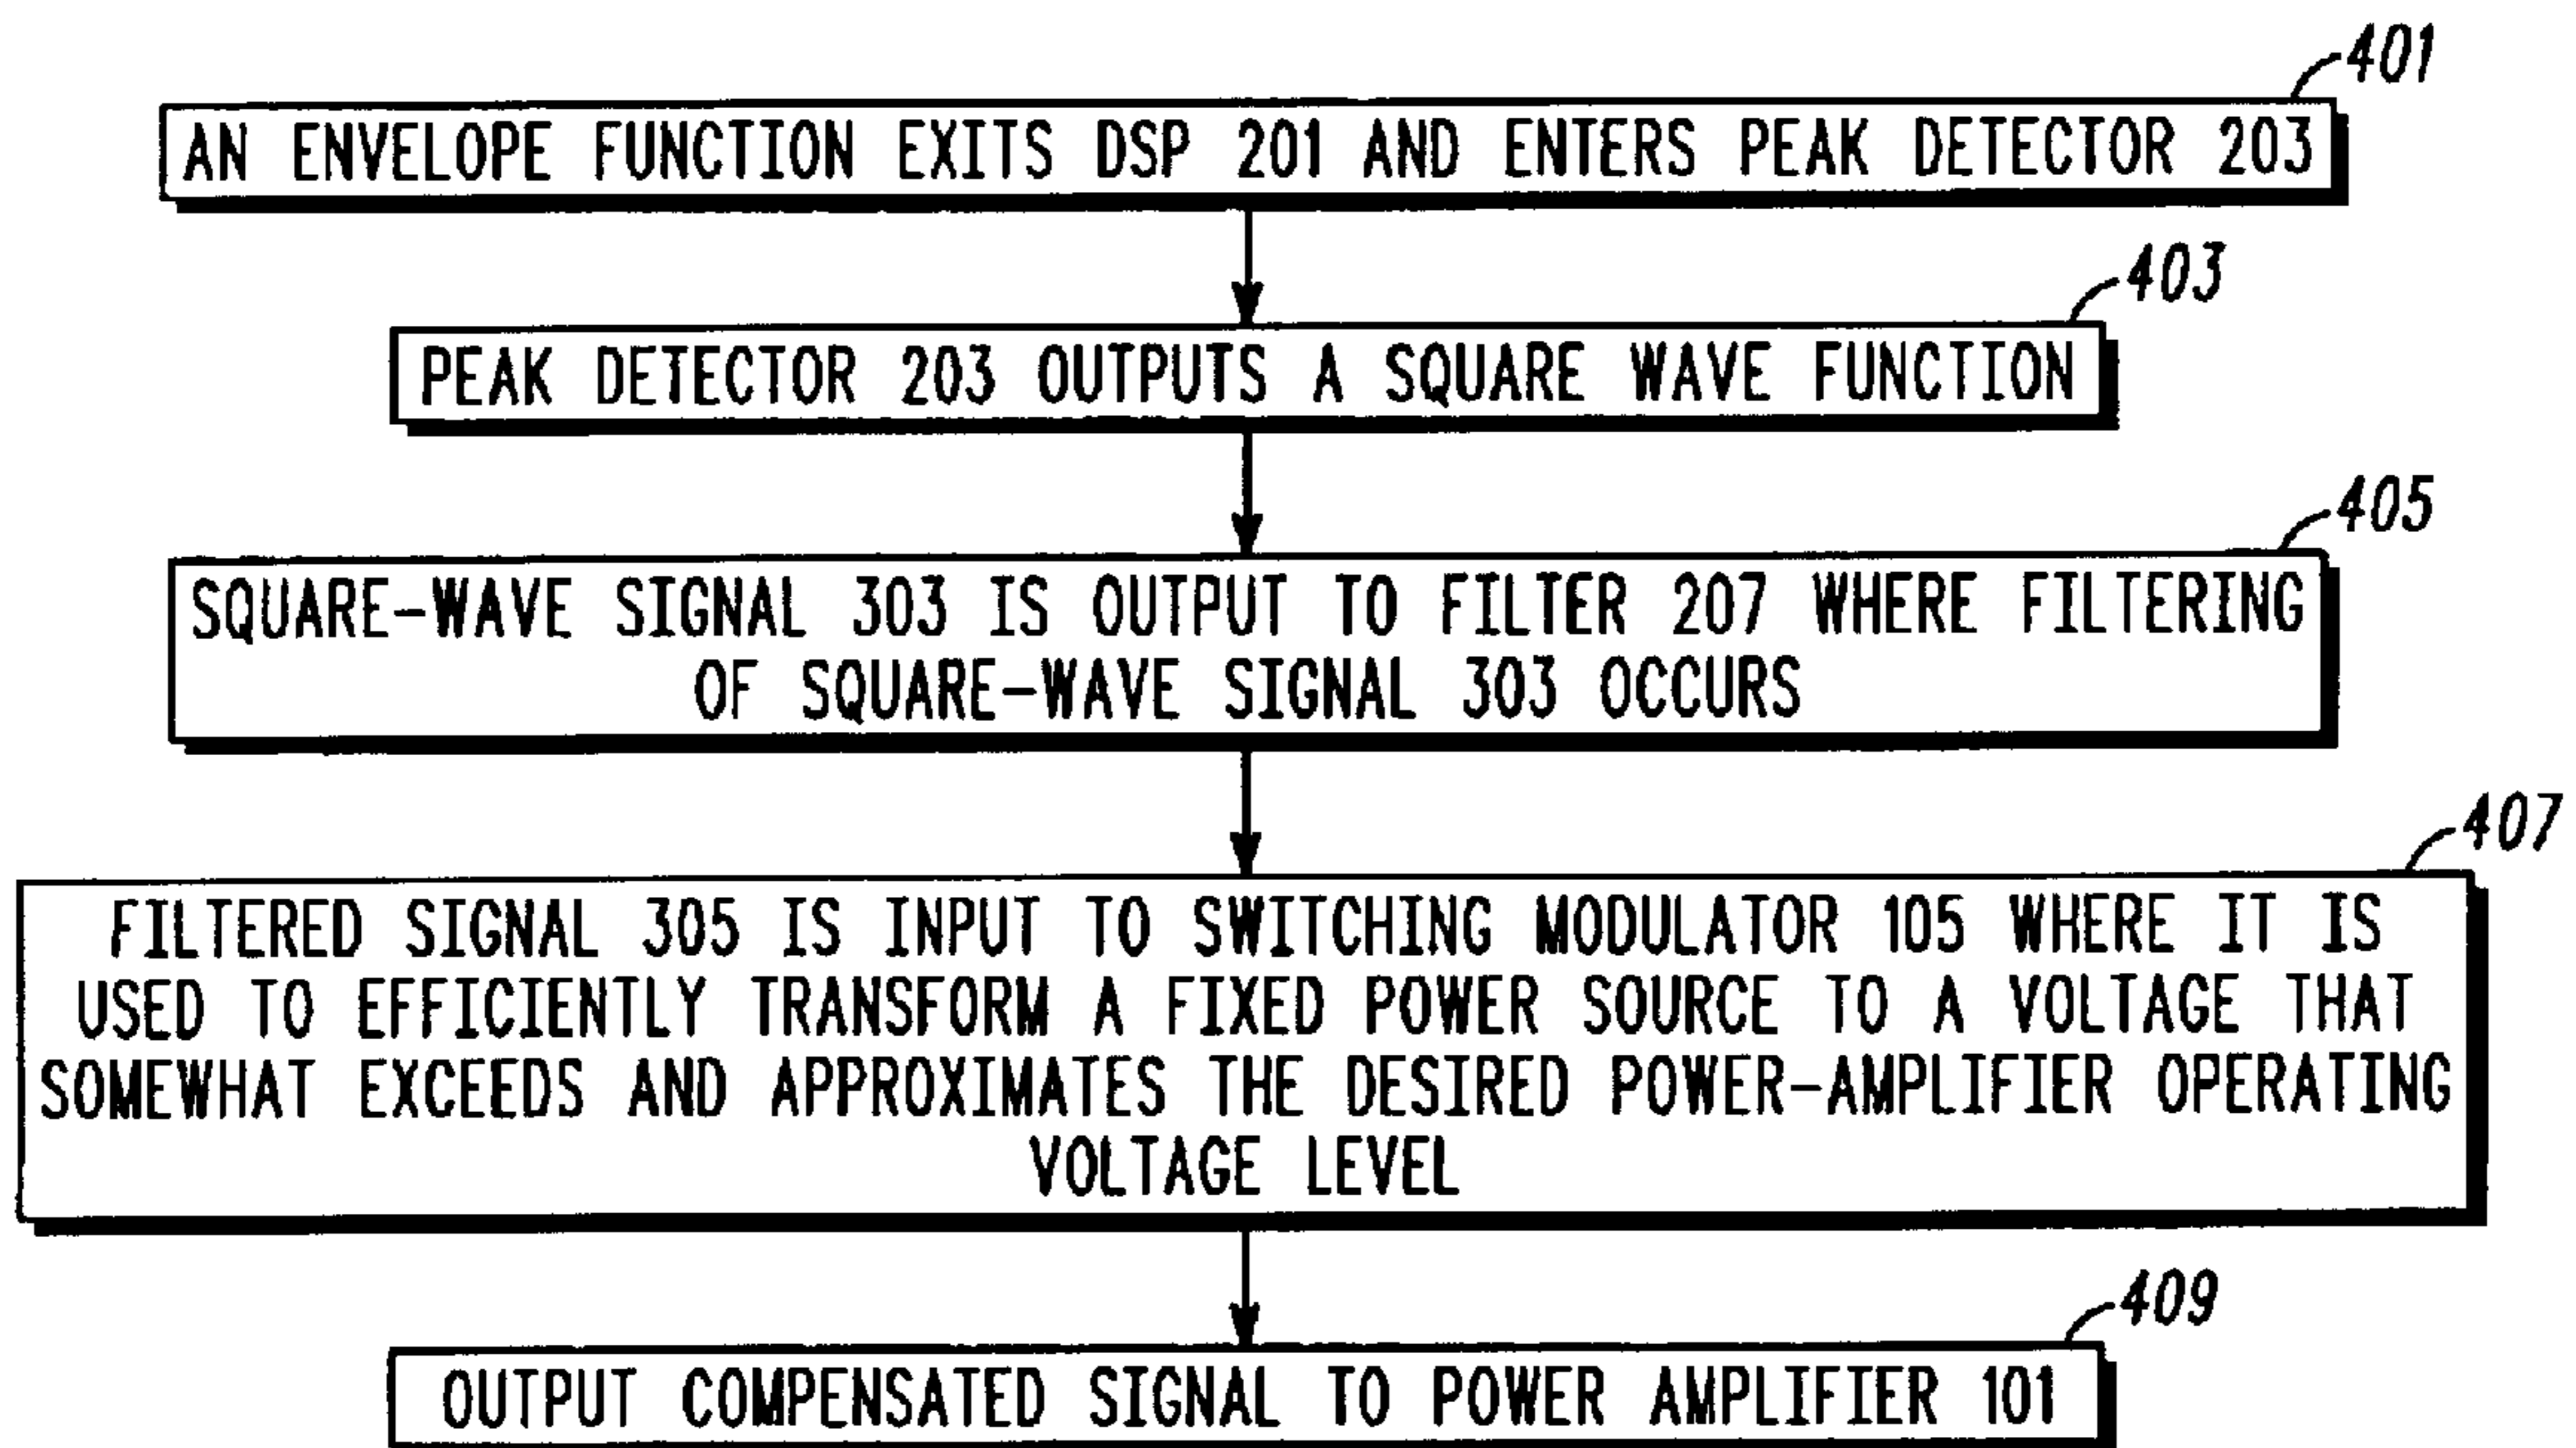 401
AN ENVELOPE FUNCTION EXITS DSP 201 AND ENTERS PEAK DETECTOR 203
403
PEAK DETECTOR 203 OUTPUTS A SQUARE WAVE FUNCTION
405
SQUARE-WAVE SIGNAL 303 IS OUTPUT TO FILTER 207 WHERE FILTERING
OF SQUARE-WAVE SIGNAL 303 OCCURS
407
FILTERED SIGNAL 305 IS INPUT TO SWITCHING MODULATOR 105 WHERE IT IS
USED TO EFFICIENTLY TRANSFORM A FIXED POWER SOURCE TO A VOLTAGE THAT
SOMEWHAT EXCEEDS AND APPROXIMATES THE DESIRED POWER-AMPLIFIER OPERATING
VOLTAGE LEVEL
409
OUTPUT COMPENSATED SIGNAL TO POWER AMPLIFIER 101